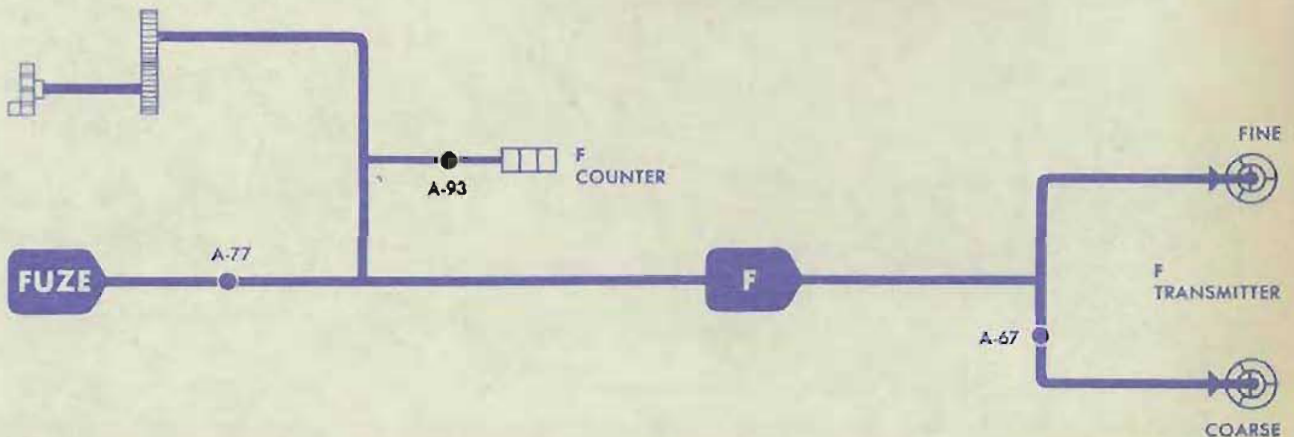 FINE
F
COUNTER
A-93
A-77
FUZE
F
F
TRANSMITTER
A-67
COARSE